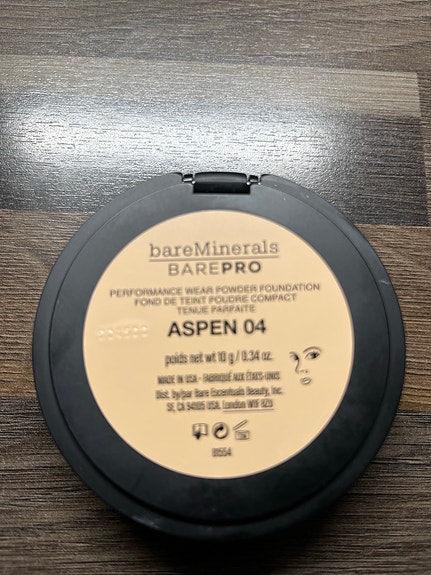 bareMinerals
BAREPRO
PERFORMANCE WEAR POWDER FOUNDATION
FOND DE TEINT POUDRE COMPACT
TENUE PARFAITE
ASPEN 04
poids net wt 10 g / 0.34 oz.
MADE IN USA - FABRIQUÉ AUX ÉTATS-UNIS
Dist. by/par Bare Escentuals Beauty, Inc.
SF, CA 94105 USA. London W1F 9ZU
81554